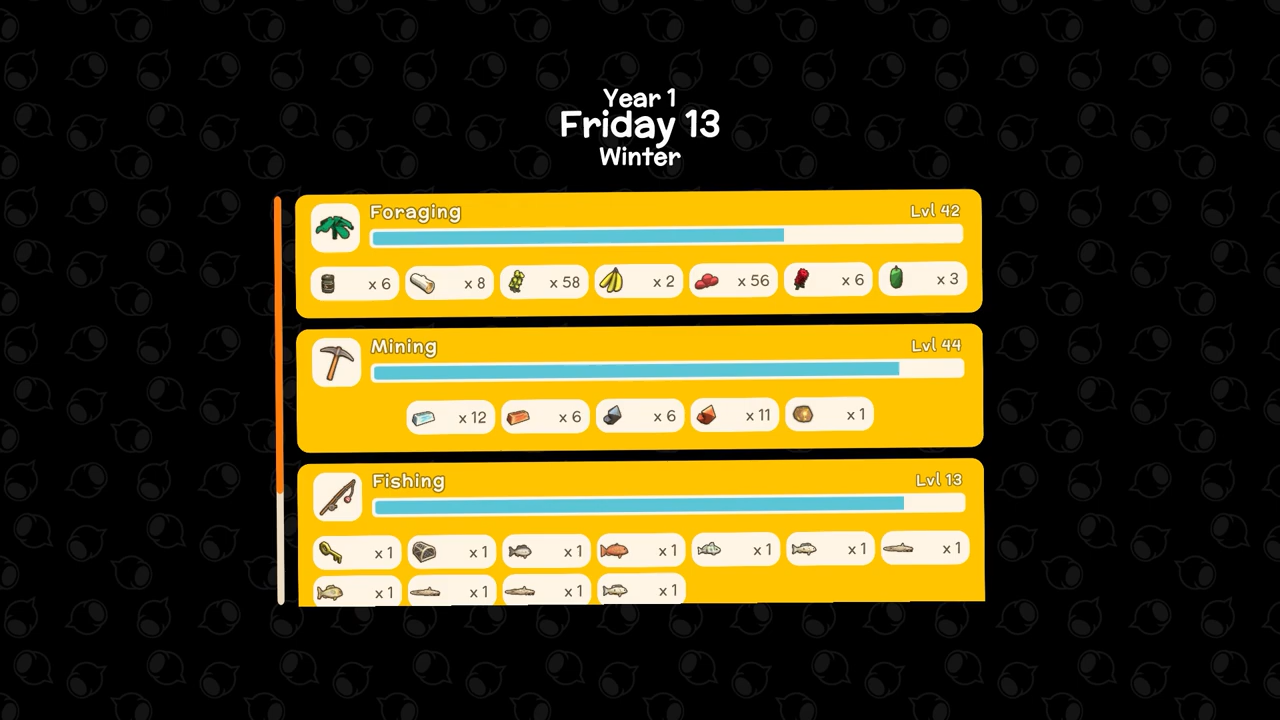 Year 1
Friday 13
Winter
Foraging Lvl 42
x 6 x 8 x 58 x 2 x 56 x 6 x 3
Mining Lvl 44
x 12 x 6 x 6 x 11 x 1
Fishing Lvl 13
x 1 x 1 x 1 x 1 x 1 x 1 x 1
x 1 x 1 x 1 x 1